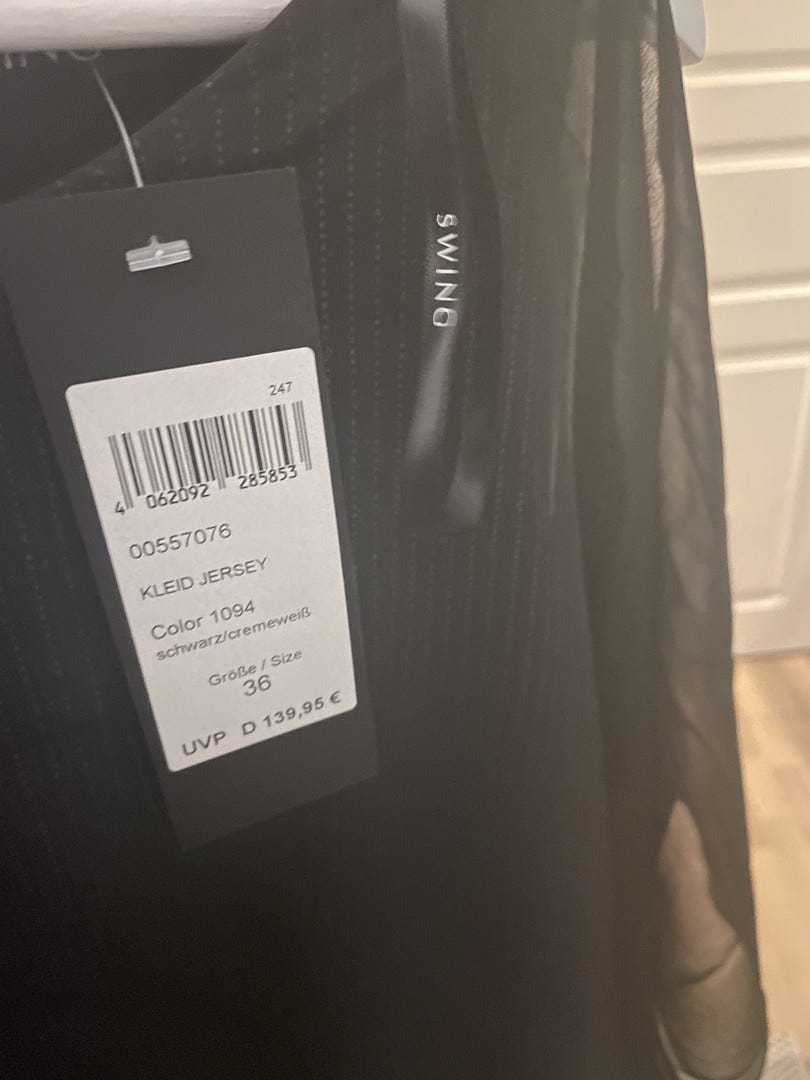 SWING
247
4 062092 285853
00557076
KLEID JERSEY
Color 1094
schwarz/cremeweiß
Größe / Size
36
UVP D 139,95 €